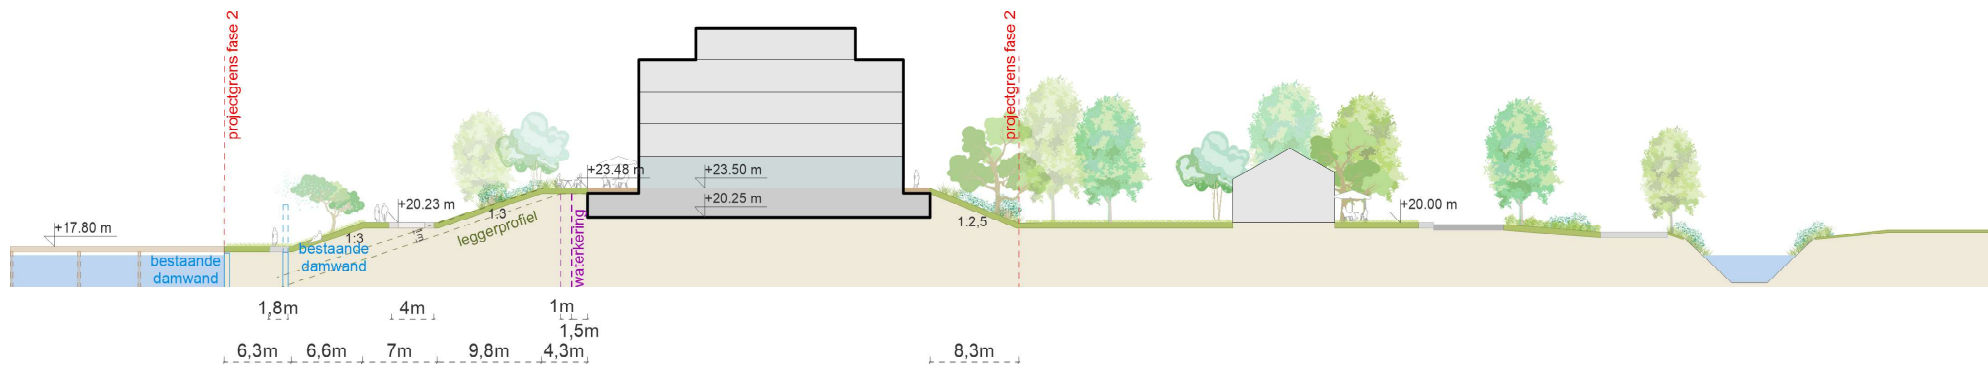 projectgrens fase 2
projectgrens fase 2
+23.48 m
+23.50 m
+20.25 m
+20.23 m
+20.00 m
+17.80 m
1:3
1:3
:3
leggerprofiel
waterkering
1:2,5
bestaande
damwand
bestaande
damwand
1,8m
4m
1m
1,5m
6,3m
6,6m
7m
9,8m
4,3m
8,3m